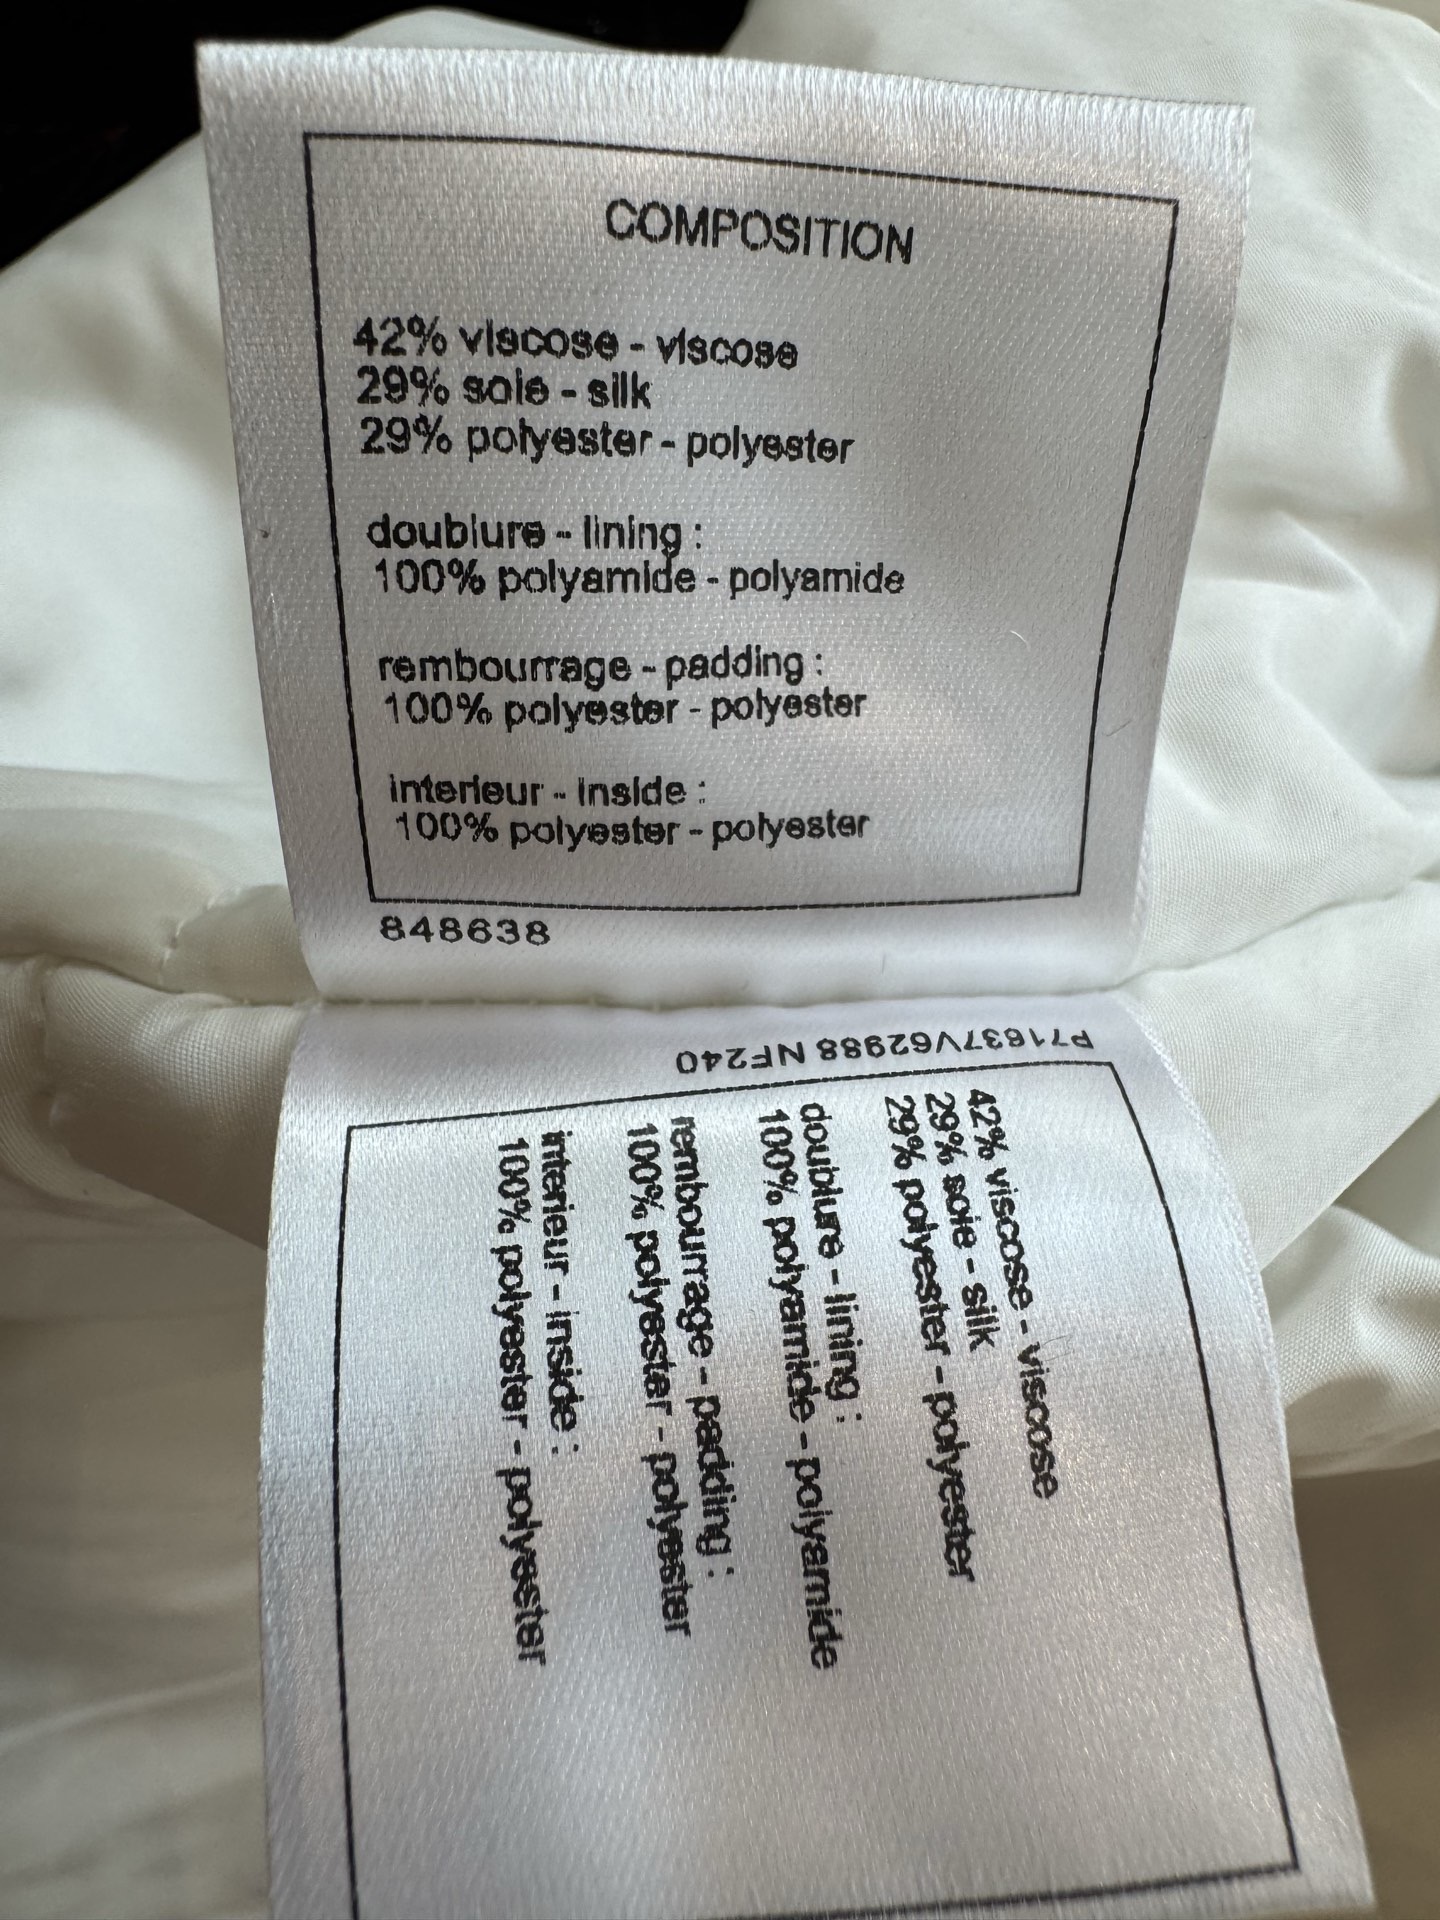 COMPOSITION
42% viscose - viscose
29% soie - silk
29% polyester - polyester
doublure - lining :
100% polyamide - polyamide
rembourrage - padding :
100% polyester - polyester
interieur - inside :
100% polyester - polyester
848638
P71637V62988 NF240
42% viscose - viscose
29% soie - silk
29% polyester - polyester
doublure - lining :
100% polyamide - polyamide
rembourrage - padding :
100% polyester - polyester
interieur - inside :
100% polyester - polyester